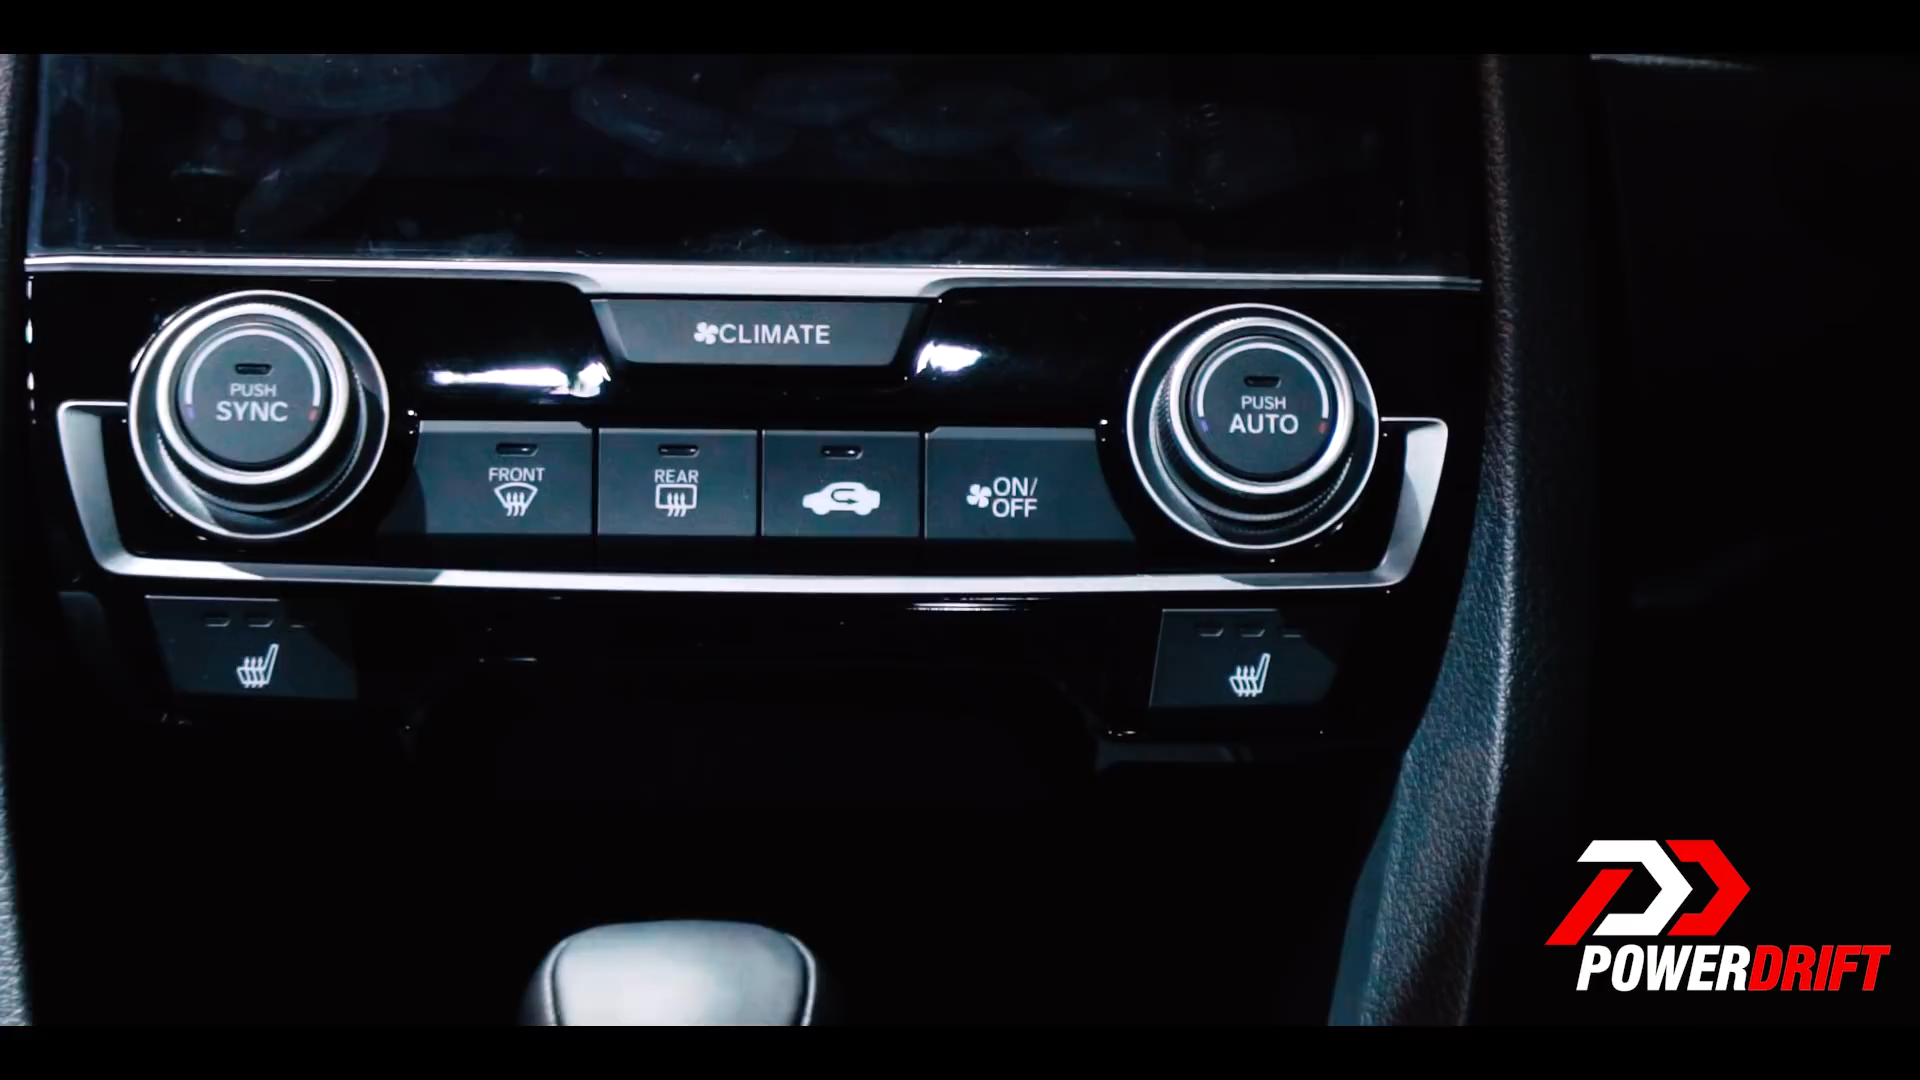 CLIMATE
PUSH
SYNC
PUSH
AUTO
FRONT
REAR
ON/
OFF
POWERDRIFT